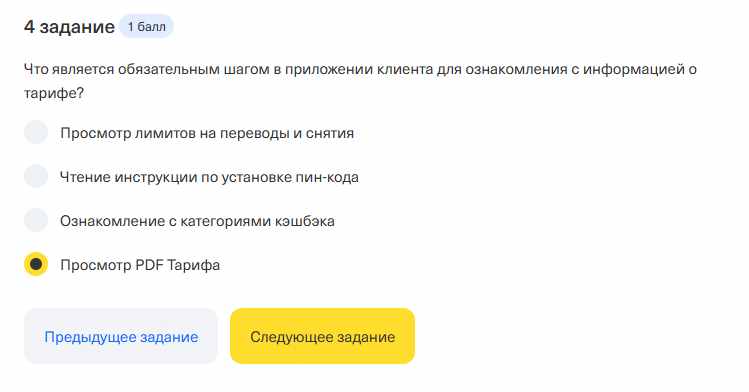 4 задание 1 балл
Что является обязательным шагом в приложении клиента для ознакомления с информацией о
тарифе?
Просмотр лимитов на переводы и снятия
Чтение инструкции по установке пин-кода
Ознакомление с категориями кэшбэка
Просмотр PDF Тарифа
Предыдущее задание Следующее задание